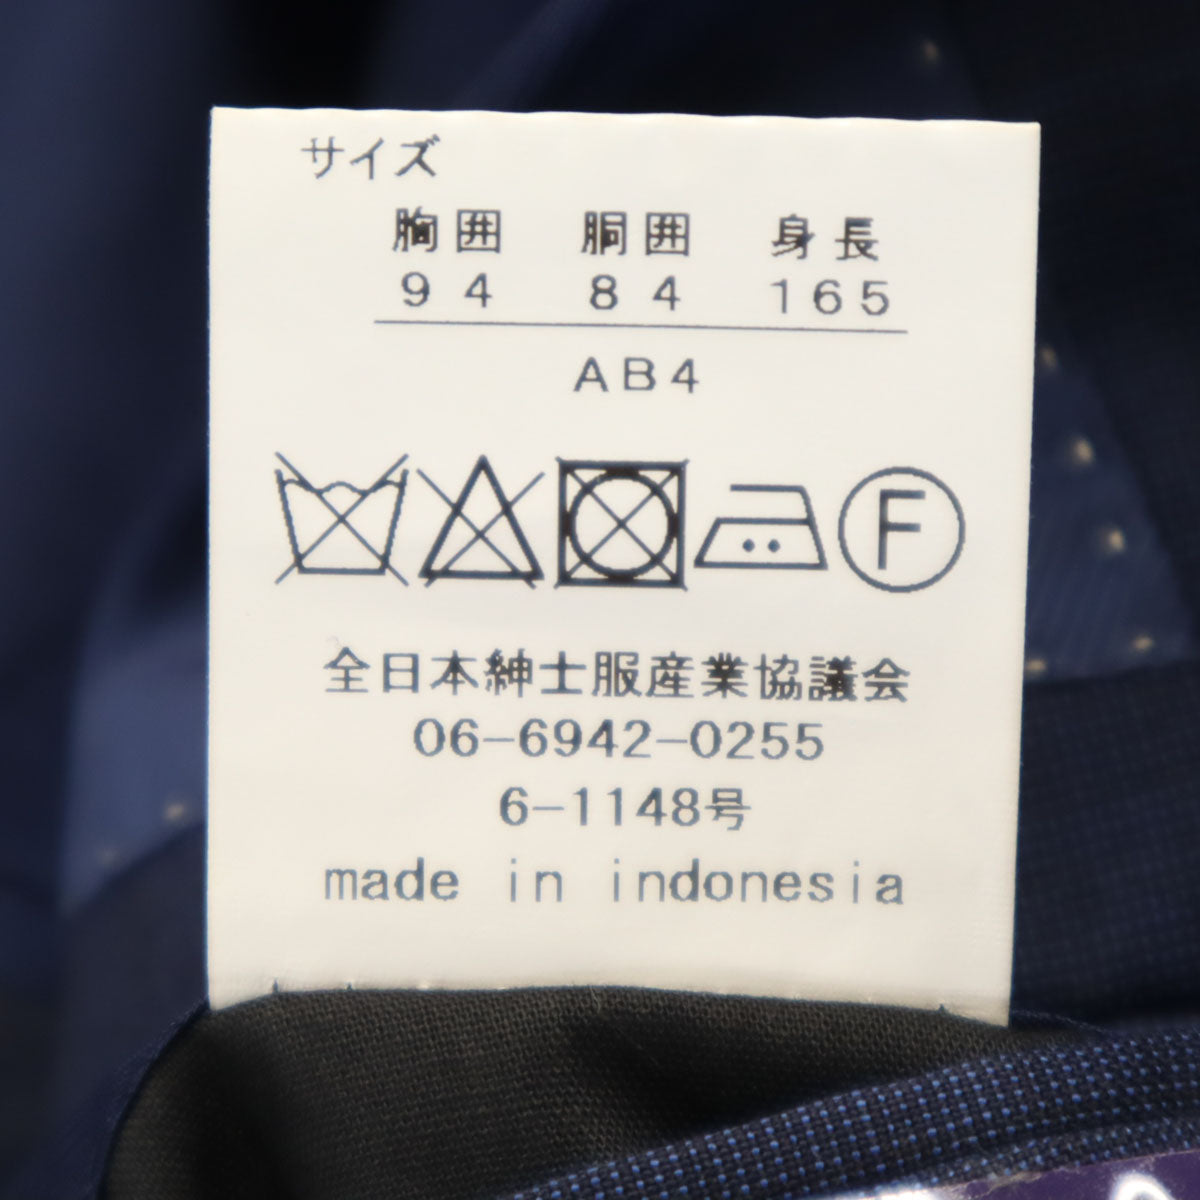 サイズ
胸囲 胴囲 身長
94 84 165
AB4
F
全日本紳士服産業協議会
06-6942-0255
6-1148号
made in indonesia